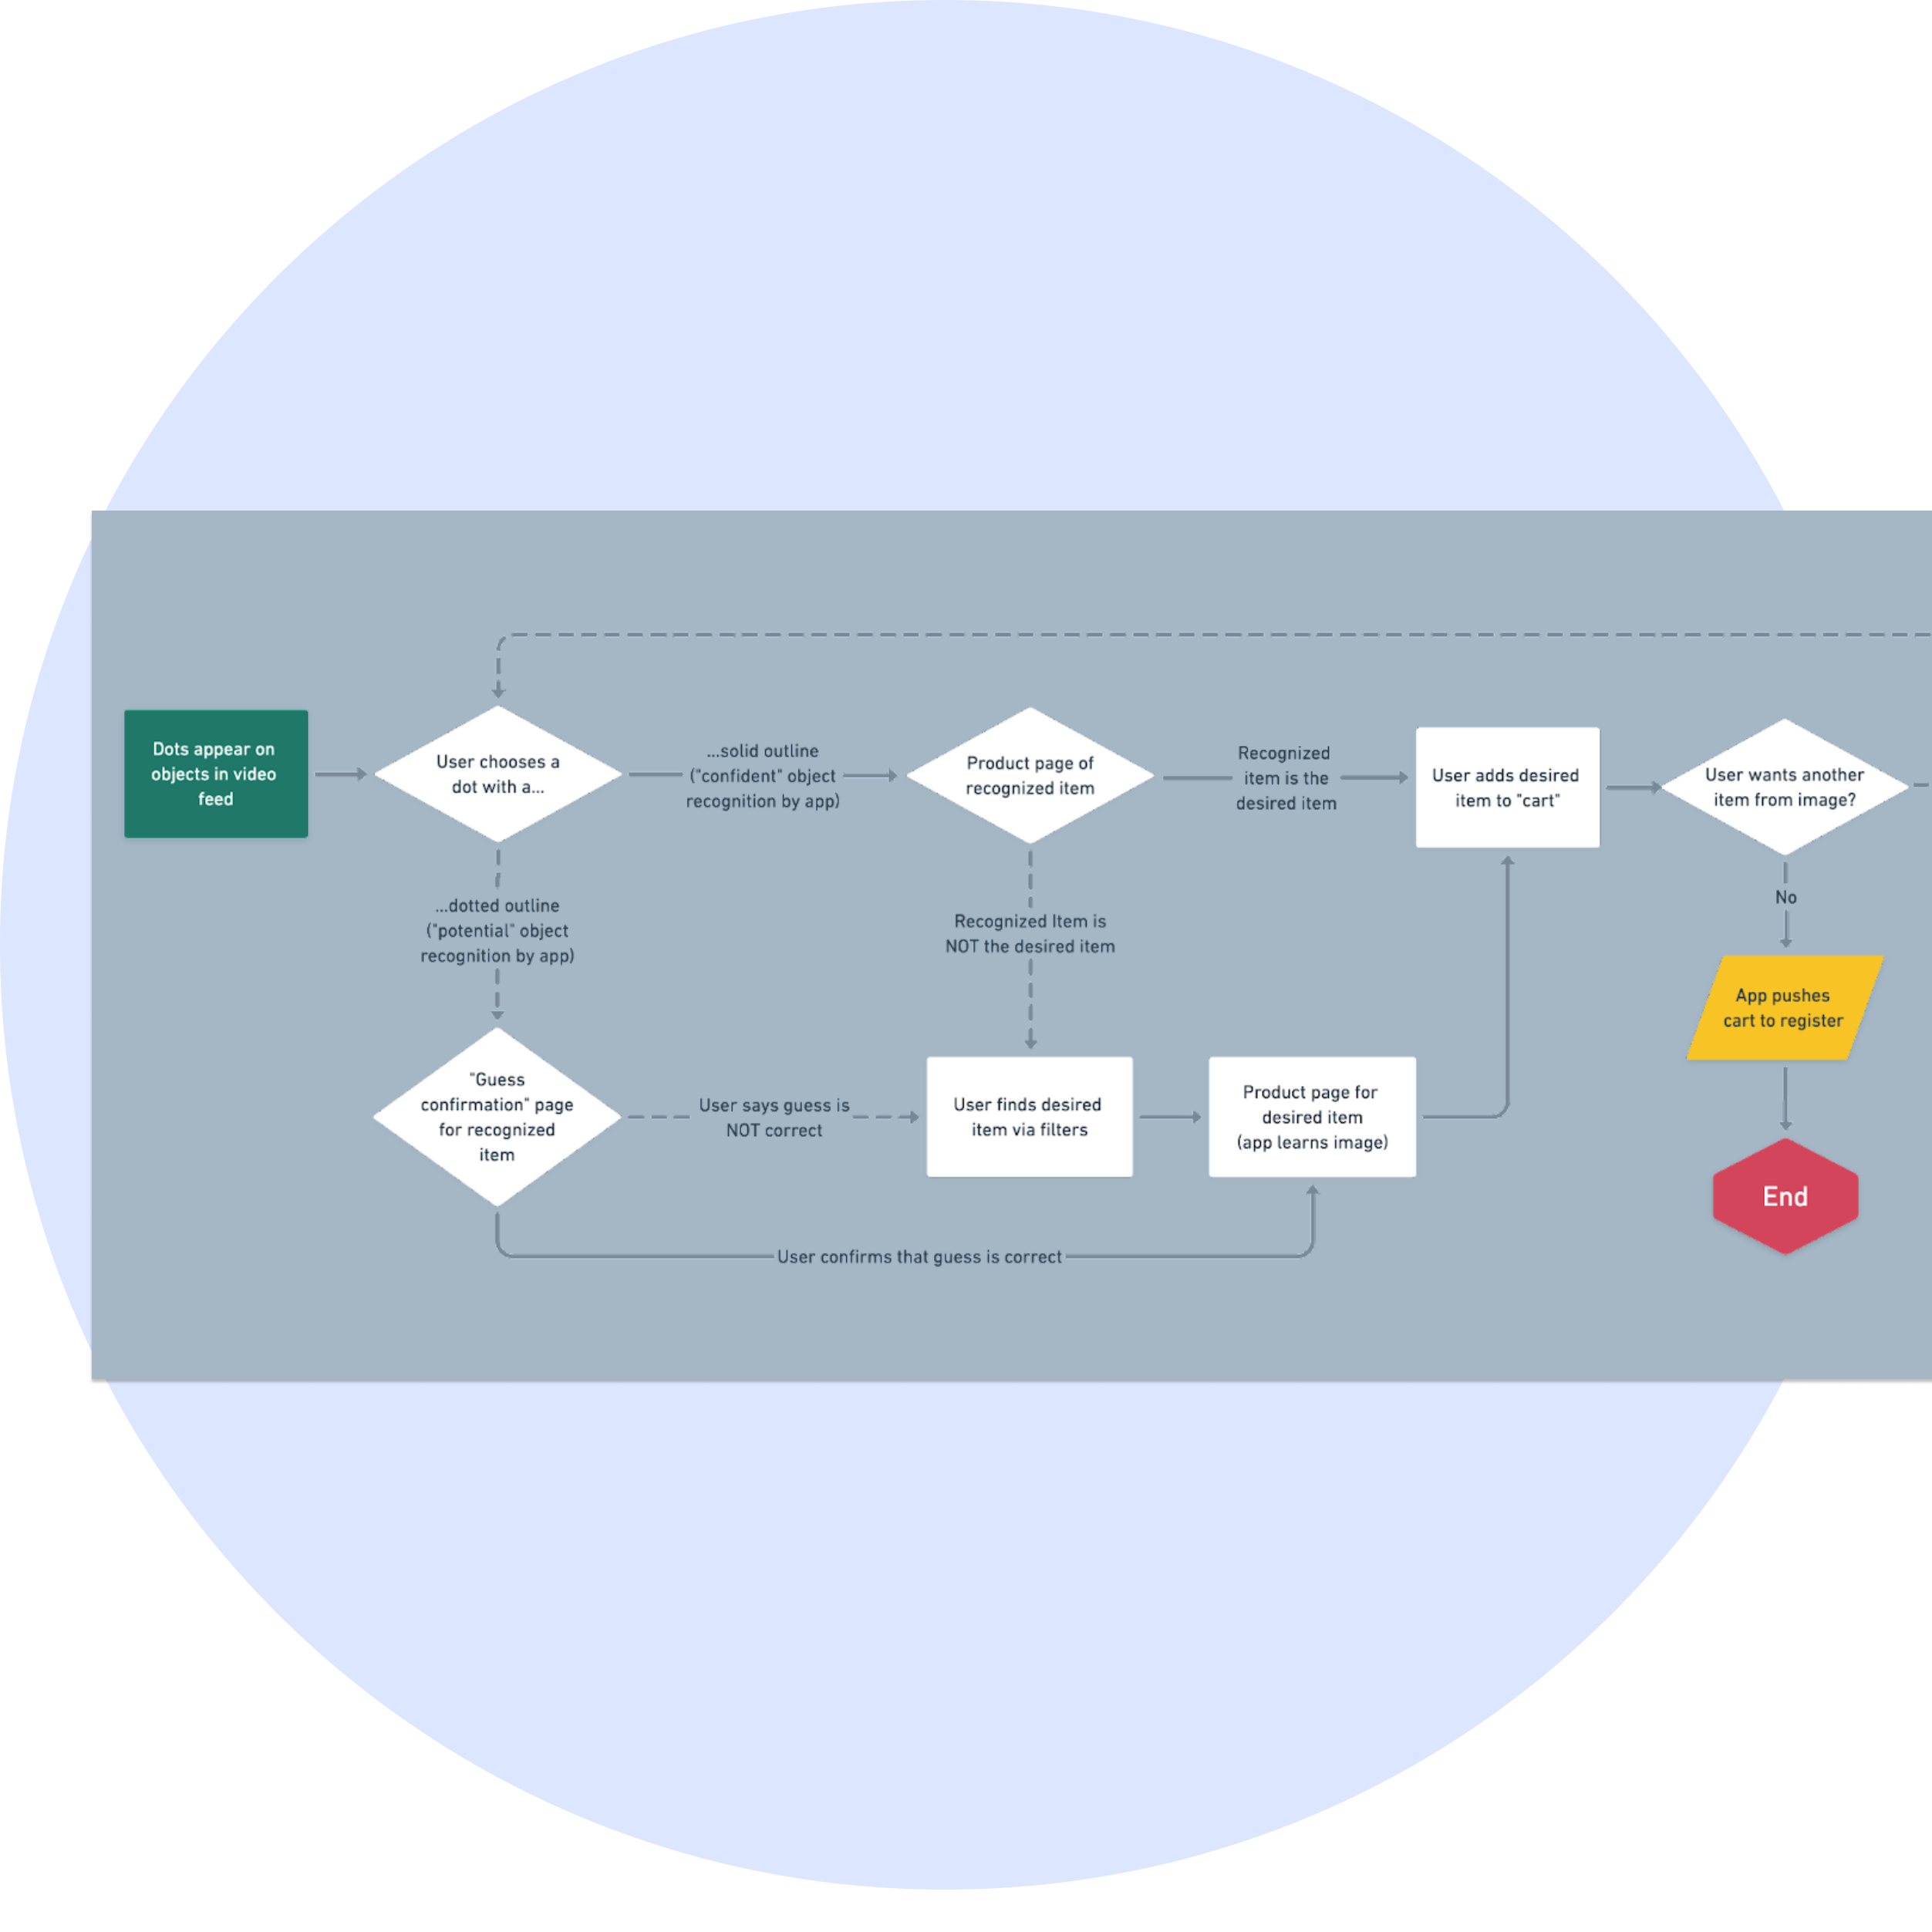 Dots appear on
objects in video
feed
User chooses a
dot with a...
...solid outline
("confident" object
recognition by app)
Product page of
recognized item
Recognized
item is the
desired item
User adds desired
item to "cart"
User wants another
item from image?
...dotted outline
("potential" object
recognition by app)
Recognized Item is
NOT the desired item
No
App pushes
cart to register
"Guess
confirmation" page
for recognized
item
User says guess is
NOT correct
User finds desired
item via filters
Product page for
desired item
(app learns image)
End
User confirms that guess is correct